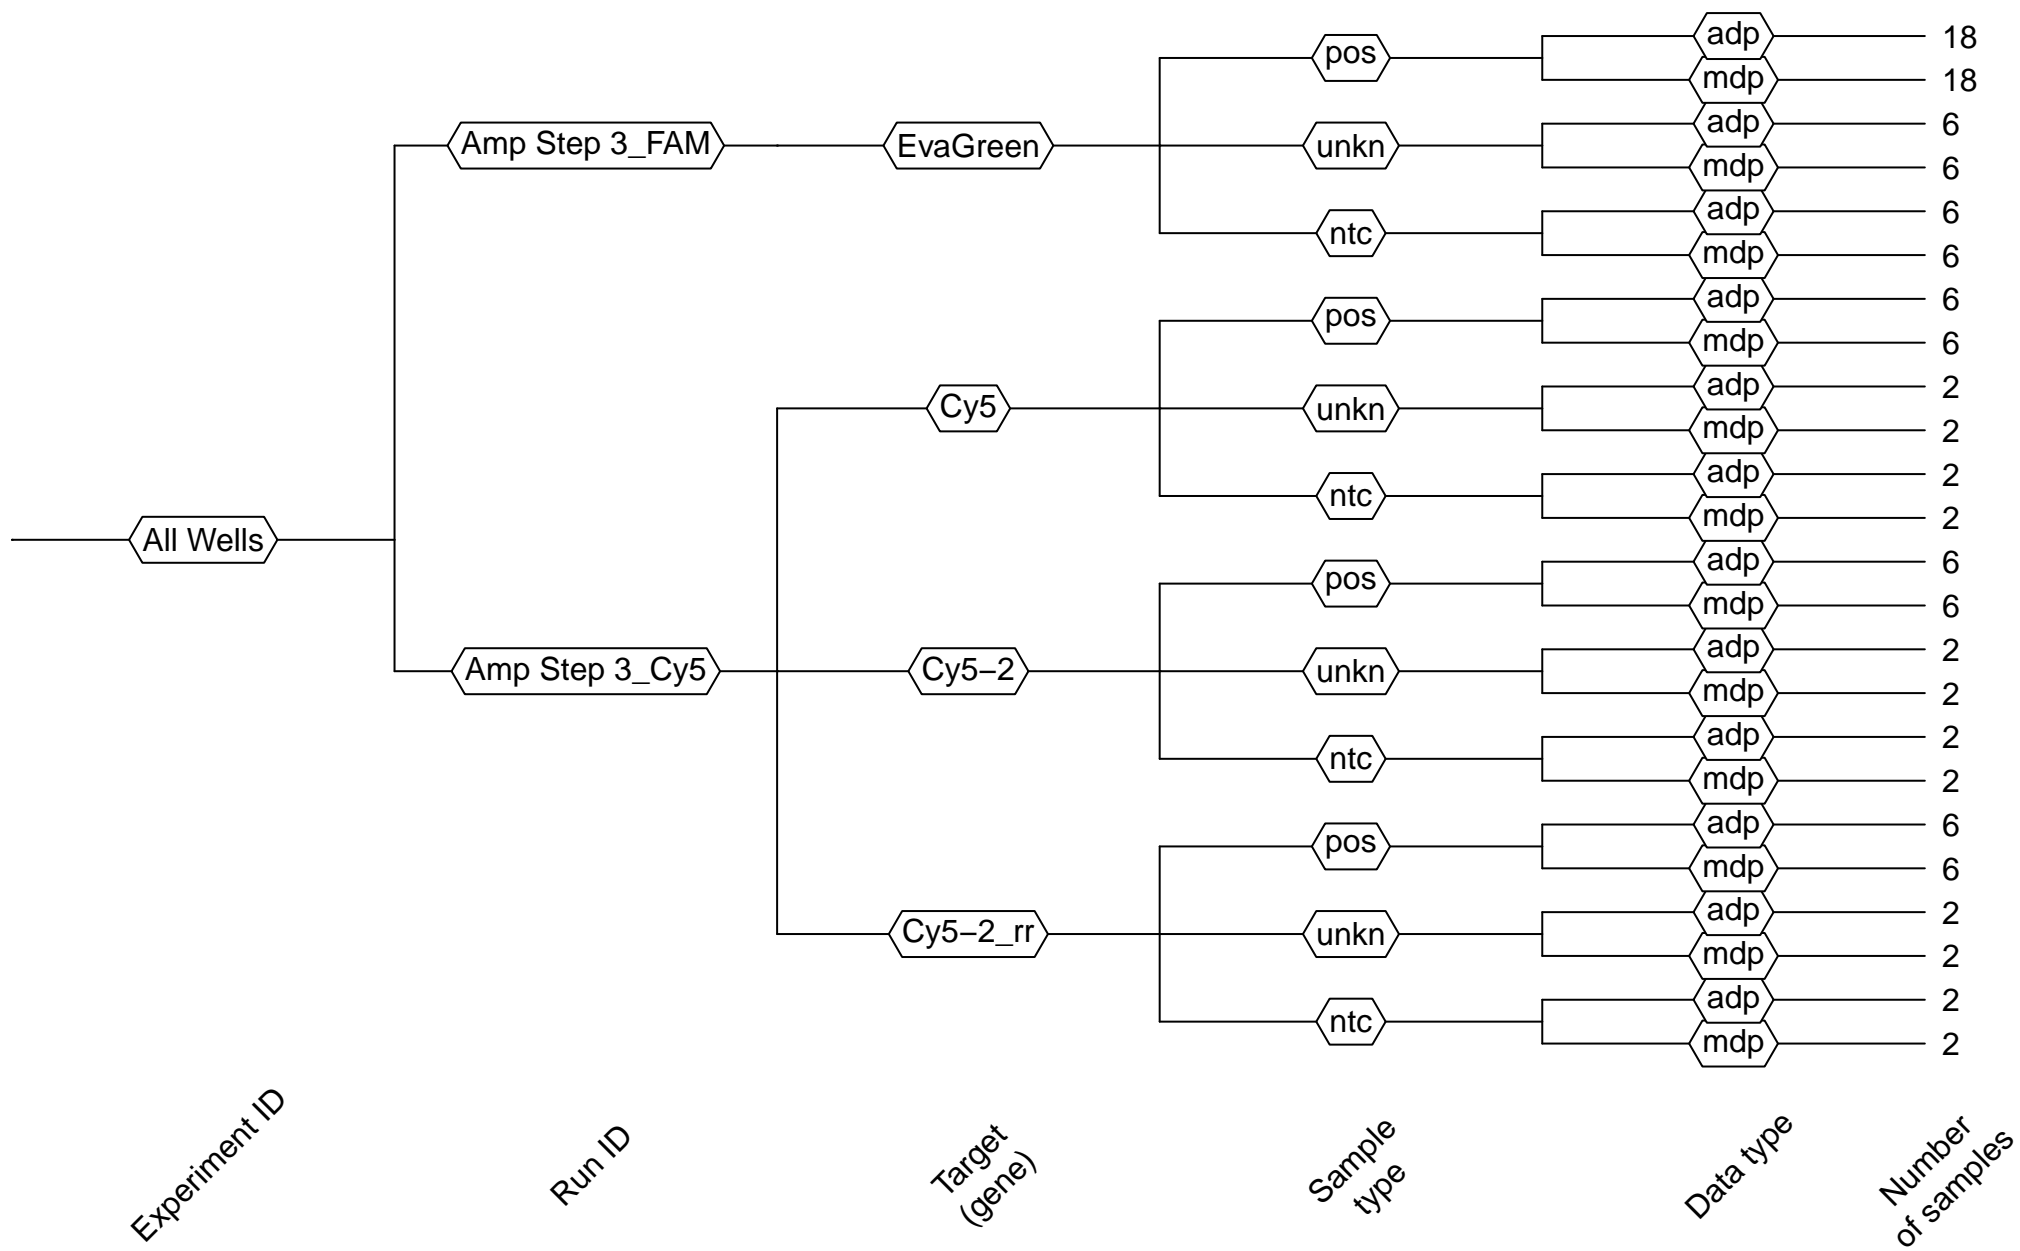 adp 18
pos
mdp 18
adp 6
Amp Step 3_FAM EvaGreen unkn
mdp 6
adp 6
ntc
mdp 6
adp 6
pos
mdp 6
adp 2
Cy5 unkn
mdp 2
adp 2
ntc
mdp 2
All Wells
adp 6
pos
mdp 6
adp 2
Amp Step 3_Cy5 Cy5−2 unkn
mdp 2
adp 2
ntc
mdp 2
adp 6
pos
mdp 6
adp 2
Cy5−2_rr unkn
mdp 2
adp 2
ntc
mdp 2
Experiment ID
Run ID
Target
(gene)
Sample
type
Data type
Number
of samples